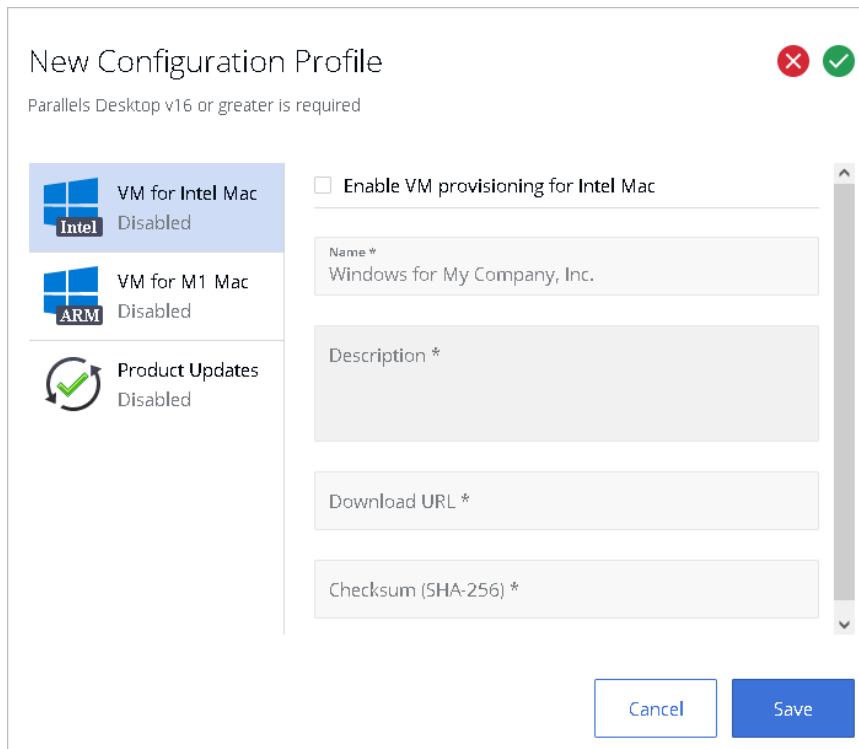 New Configuration Profile
Parallels Desktop v16 or greater is required
VM for Intel Mac
Disabled
Intel
VM for M1 Mac
Disabled
ARM
Product Updates
Disabled
Enable VM provisioning for Intel Mac
Name *
Windows for My Company, Inc.
Description *
Download URL *
Checksum (SHA-256) *
Cancel
Save